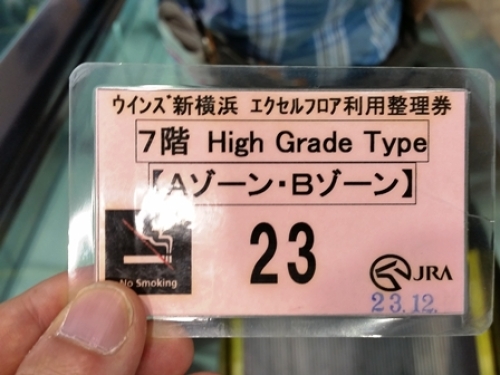 ウインズ新横浜 エクセルフロア利用整理券
7階 High Grade Type
【Aゾーン・Bゾーン】
23
No Smoking
JRA
23.12.